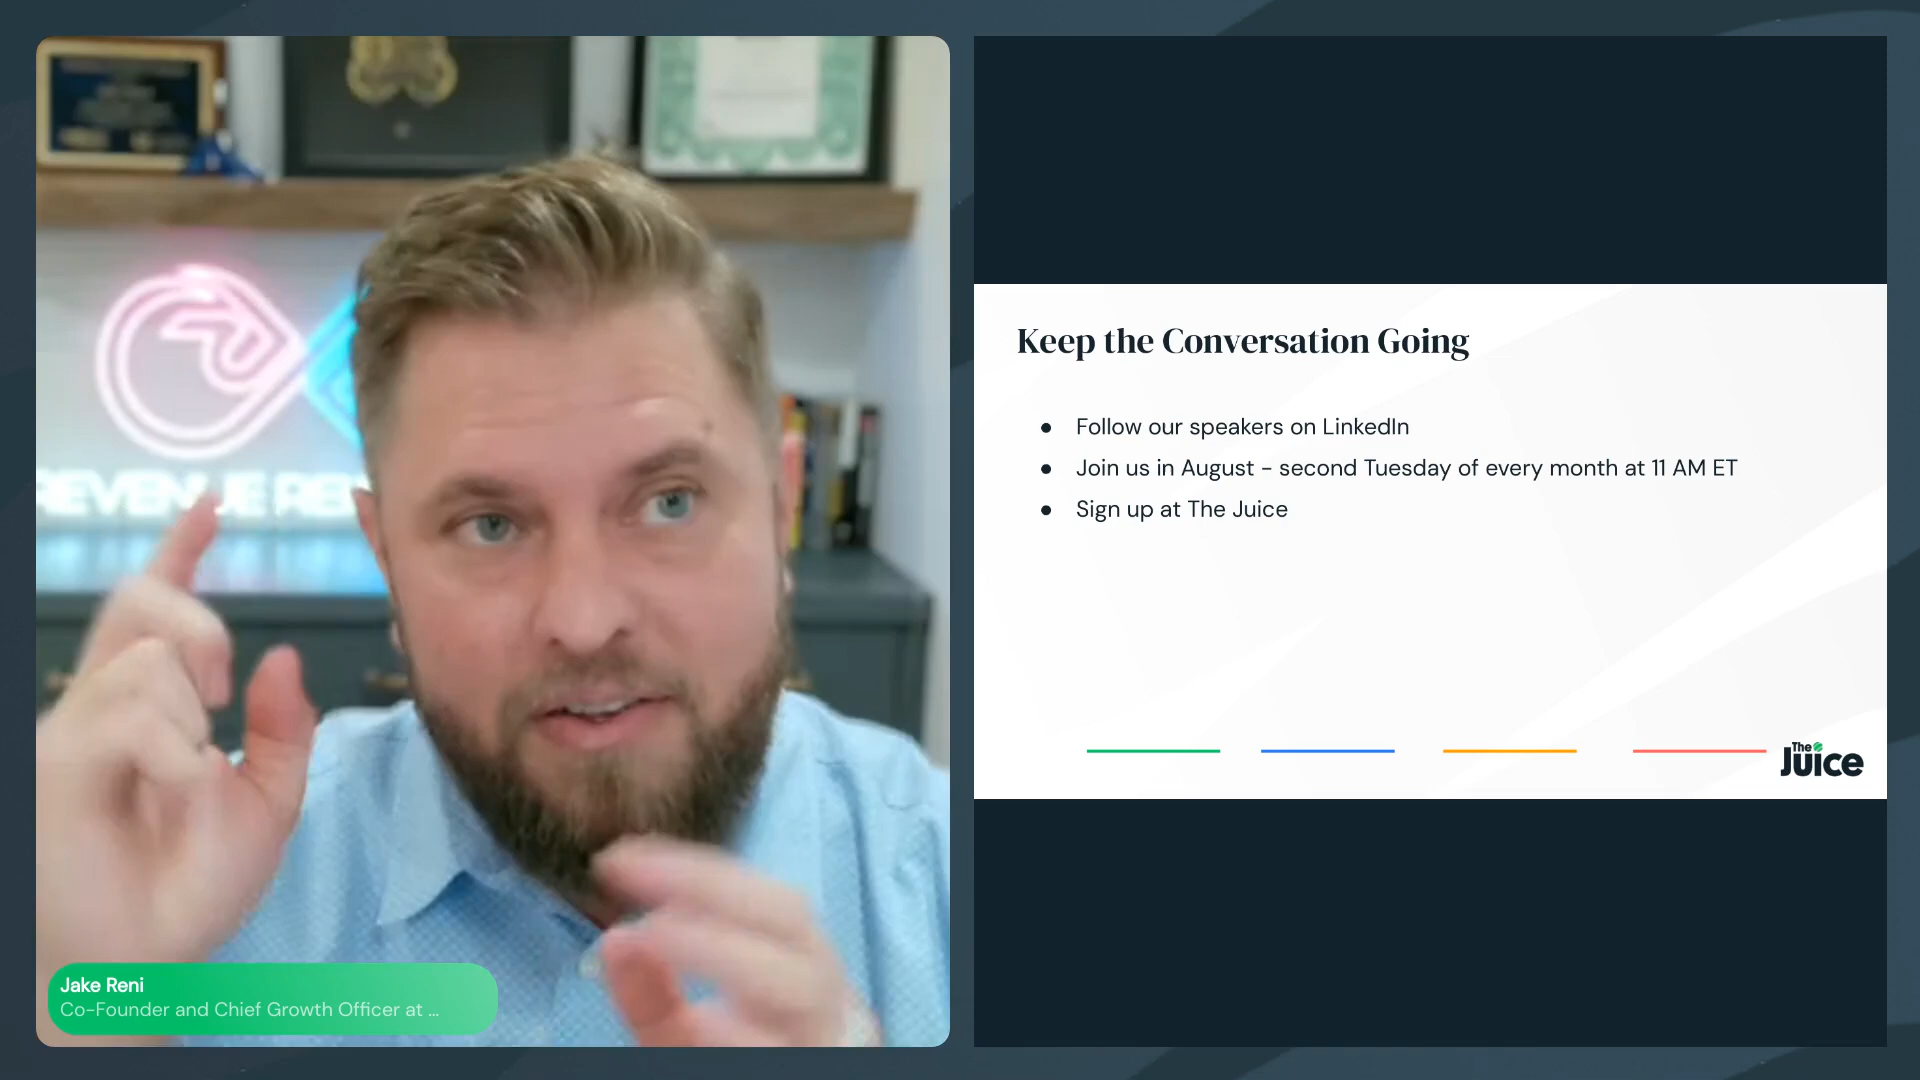 REVENUE RE
Jake Reni
Co-Founder and Chief Growth Officer at ...
Keep the Conversation Going
● Follow our speakers on LinkedIn
● Join us in August - second Tuesday of every month at 11 AM ET
● Sign up at The Juice
The
Juice